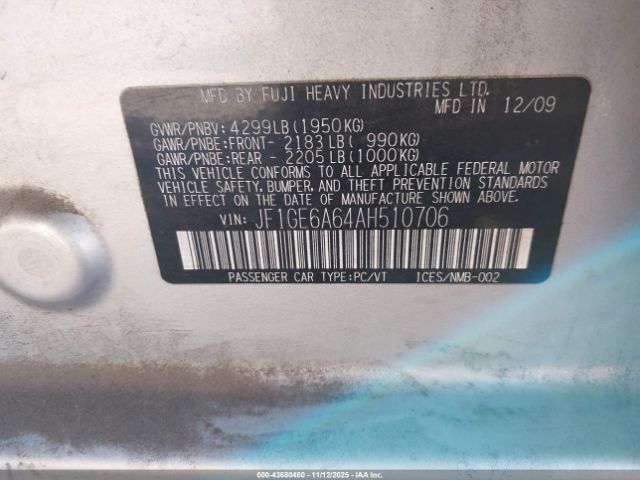 MFD BY FUJI HEAVY INDUSTRIES LTD.
MFD IN 12/09
GVWR/PNBV: 4299LB(1950KG)
GAWR/PNBE:FRONT- 2183LB( 990KG)
GAWR/PNBE:REAR - 2205LB(1000KG)
THIS VEHICLE CONFORMS TO ALL APPLICABLE FEDERAL MOTOR
VEHICLE SAFETY, BUMPER, AND THEFT PREVENTION STANDARDS
IN EFFECT ON THE DATE OF MANUFACTURE SHOWN ABOVE.
VIN: JF1GE6A64AH510706
PASSENGER CAR TYPE:PC/VT ICES/NMB-002
000-43680480 - 11/12/2025 - IAA Inc.